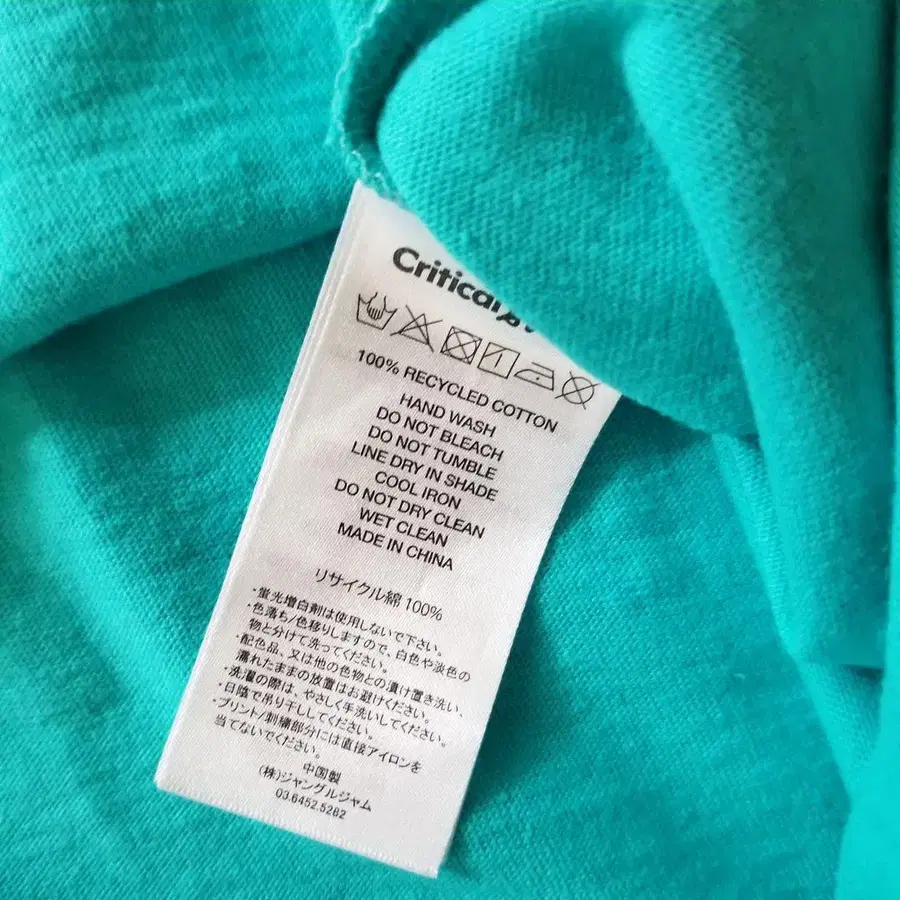 Critical
100% RECYCLED COTTON
HAND WASH
DO NOT BLEACH
DO NOT TUMBLE
LINE DRY IN SHADE
COOL IRON
DO NOT DRY CLEAN
WET CLEAN
MADE IN CHINA
リサイクル綿 100%
・蛍光増白剤は使用しないで下さい。
・色落ち/色移りしますので、白色や淡色の
物と分けて洗ってください。
・配色品、又は他の色物との漬け置き洗い、
濡れたままの放置はお避けください。
・洗濯の際は、やさしく手洗いしてください。
・日陰で吊り干ししてください。
・プリント/刺繍部分には直接アイロンを
当てないでください。
中国製
(株)ジャングルジャム
03.6452.5262